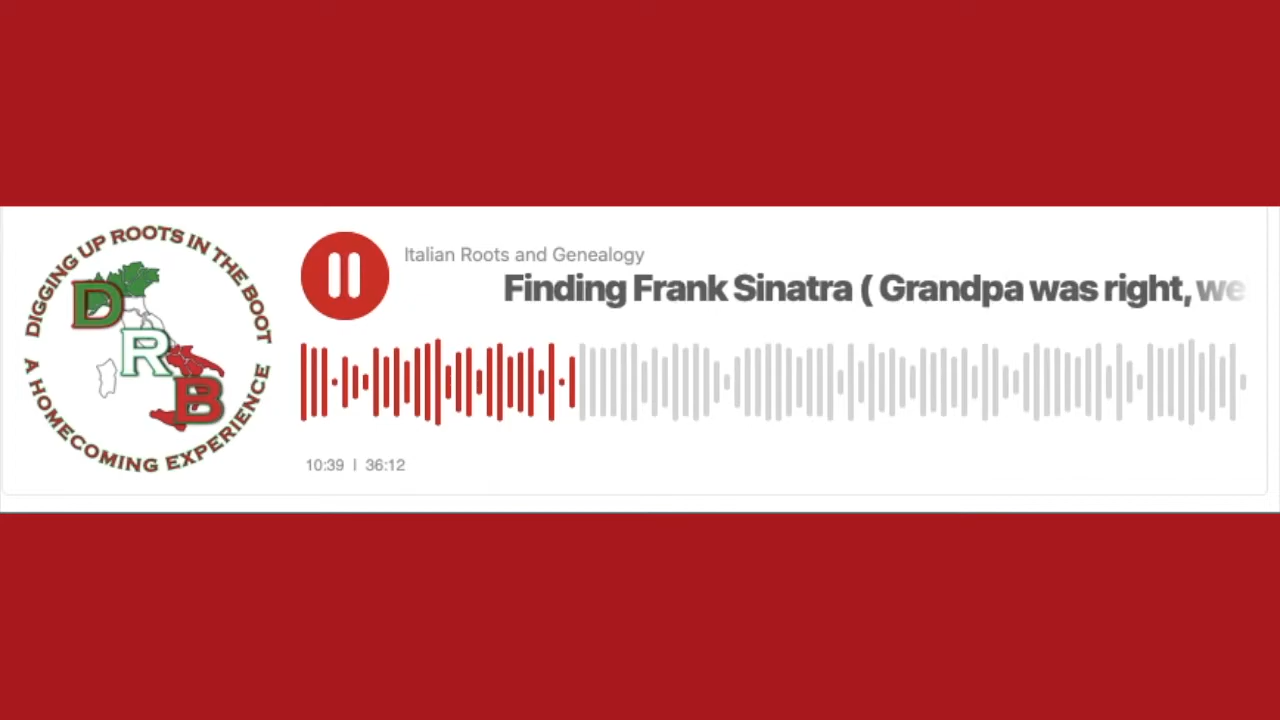 DIGGING UP ROOTS IN THE BOOT
A HOMECOMING EXPERIENCE
D
R
B
Italian Roots and Genealogy
Finding Frank Sinatra ( Grandpa was right, we
10:39 | 36:12